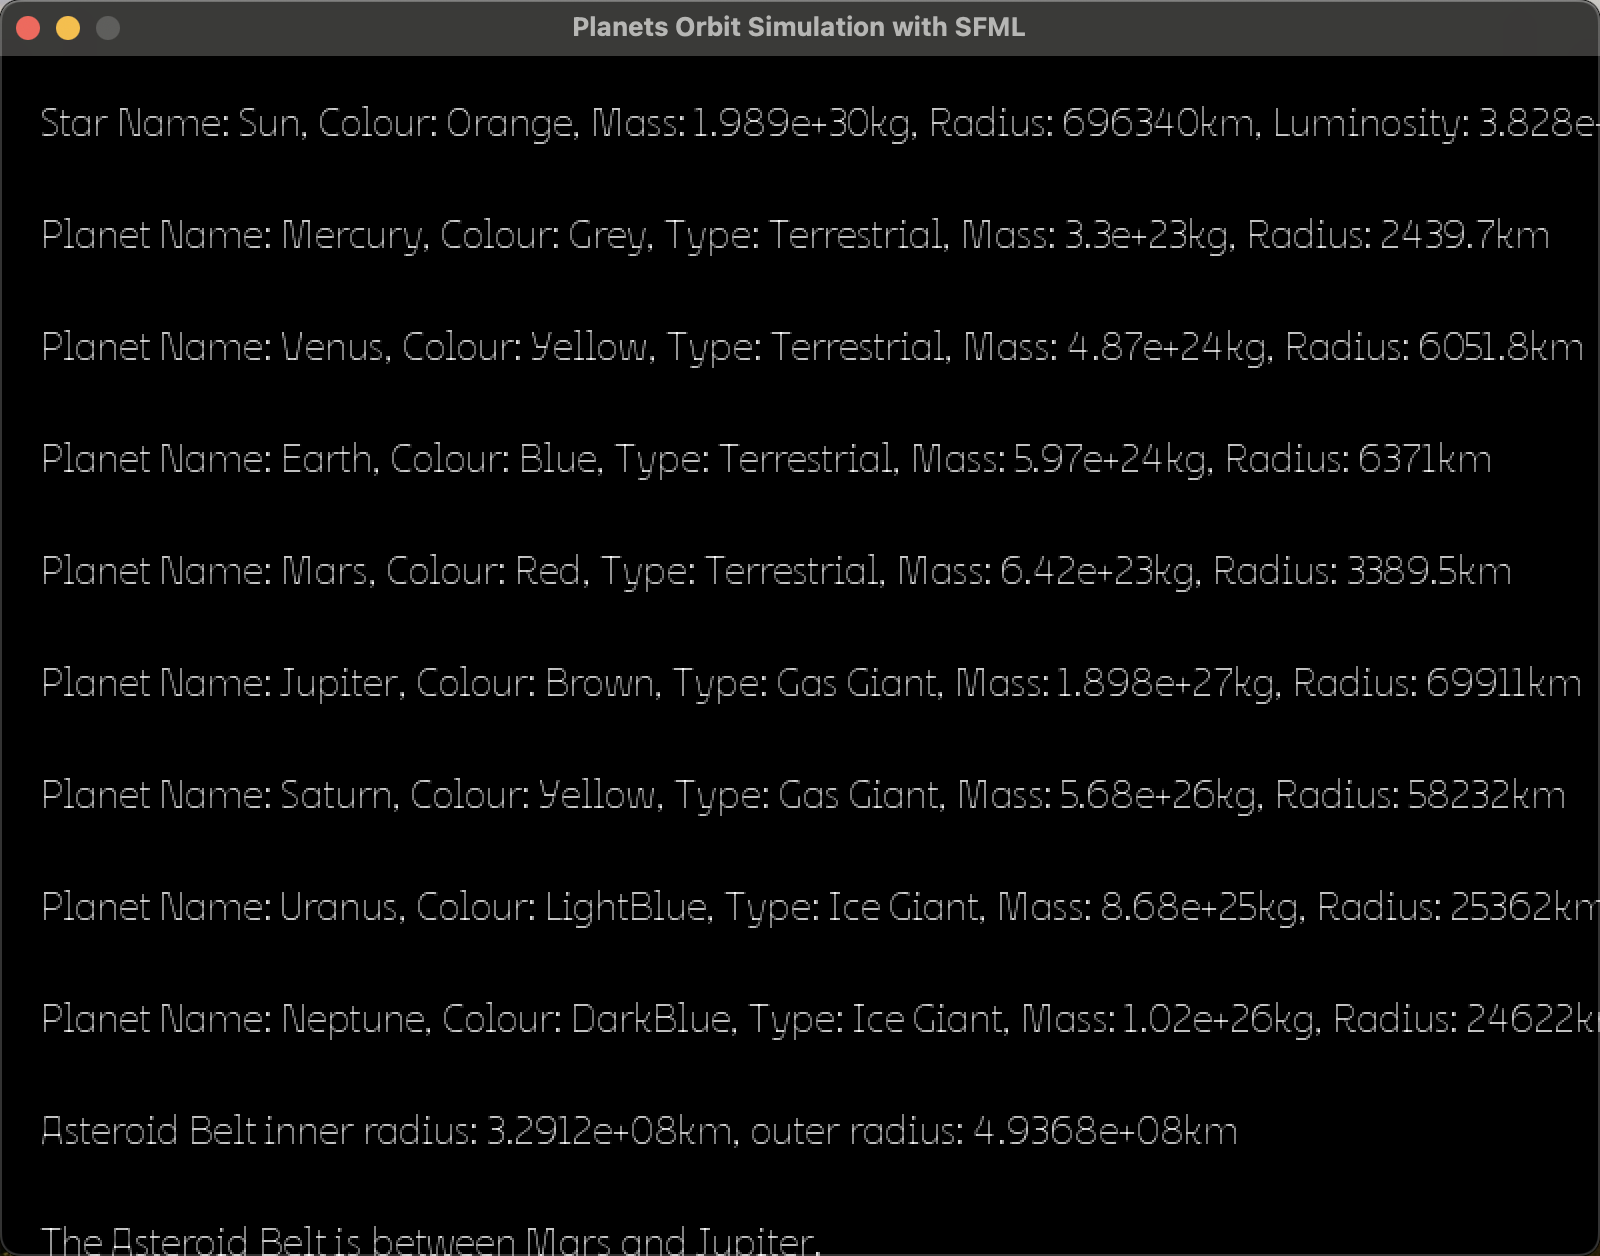 Planets Orbit Simulation with SFML
Star Name: Sun, Colour: Orange, Mass: 1.989e+30kg, Radius: 696340km, Luminosity: 3.828e+
Planet Name: Mercury, Colour: Grey, Type: Terrestrial, Mass: 3.3e+23kg, Radius: 2439.7km
Planet Name: Venus, Colour: Yellow, Type: Terrestrial, Mass: 4.87e+24kg, Radius: 6051.8km
Planet Name: Earth, Colour: Blue, Type: Terrestrial, Mass: 5.97e+24kg, Radius: 6371km
Planet Name: Mars, Colour: Red, Type: Terrestrial, Mass: 6.42e+23kg, Radius: 3389.5km
Planet Name: Jupiter, Colour: Brown, Type: Gas Giant, Mass: 1.898e+27kg, Radius: 69911km
Planet Name: Saturn, Colour: Yellow, Type: Gas Giant, Mass: 5.68e+26kg, Radius: 58232km
Planet Name: Uranus, Colour: LightBlue, Type: Ice Giant, Mass: 8.68e+25kg, Radius: 25362km
Planet Name: Neptune, Colour: DarkBlue, Type: Ice Giant, Mass: 1.02e+26kg, Radius: 24622k
Asteroid Belt inner radius: 3.2912e+08km, outer radius: 4.9368e+08km
The Asteroid Belt is between Mars and Jupiter.